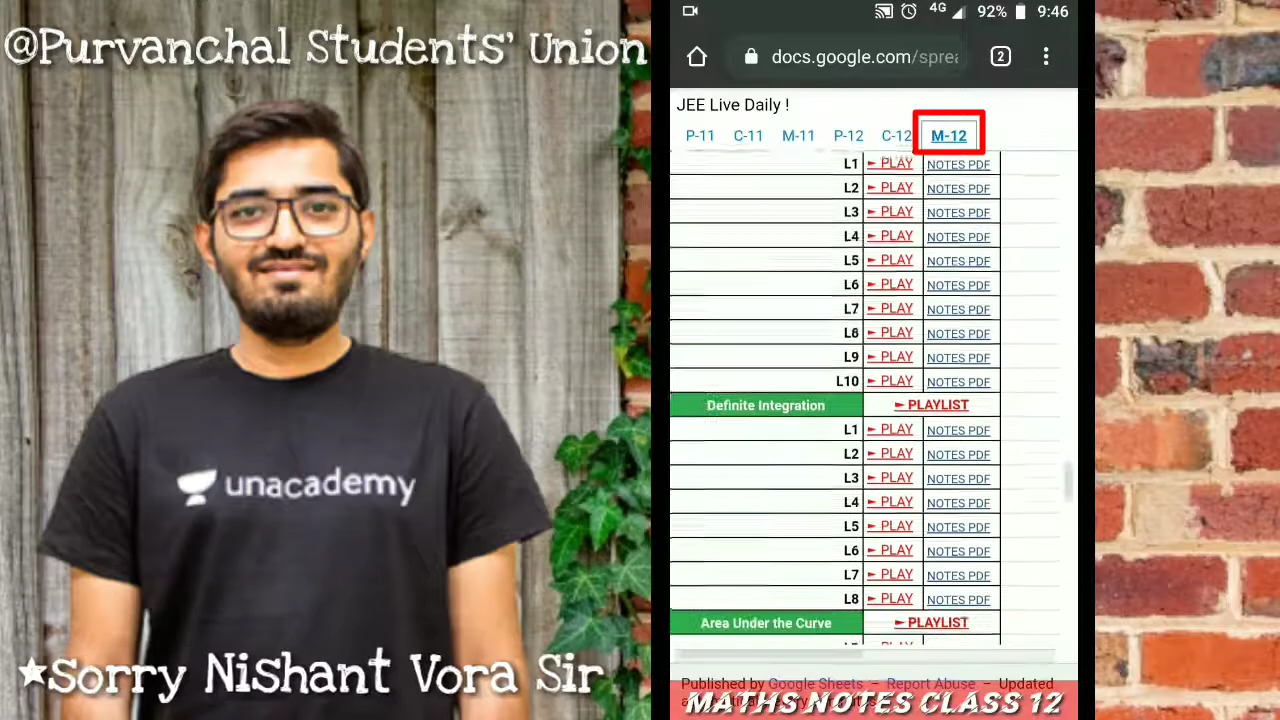 @Purvanchal Students' Union
unacademy
★Sorry Nishant Vora Sir
4G 92% 9:46
docs.google.com/sprea 2
JEE Live Daily !
P-11 C-11 M-11 P-12 C-12 M-12
L1 ► PLAY NOTES PDF
L2 ► PLAY NOTES PDF
L3 ► PLAY NOTES PDF
L4 ► PLAY NOTES PDF
L5 ► PLAY NOTES PDF
L6 ► PLAY NOTES PDF
L7 ► PLAY NOTES PDF
L8 ► PLAY NOTES PDF
L9 ► PLAY NOTES PDF
L10 ► PLAY NOTES PDF
Definite Integration ► PLAYLIST
L1 ► PLAY NOTES PDF
L2 ► PLAY NOTES PDF
L3 ► PLAY NOTES PDF
L4 ► PLAY NOTES PDF
L5 ► PLAY NOTES PDF
L6 ► PLAY NOTES PDF
L7 ► PLAY NOTES PDF
L8 ► PLAY NOTES PDF
Area Under the Curve ► PLAYLIST
Published by Google Sheets – Report Abuse – Updated
MATHS NOTES CLASS 12